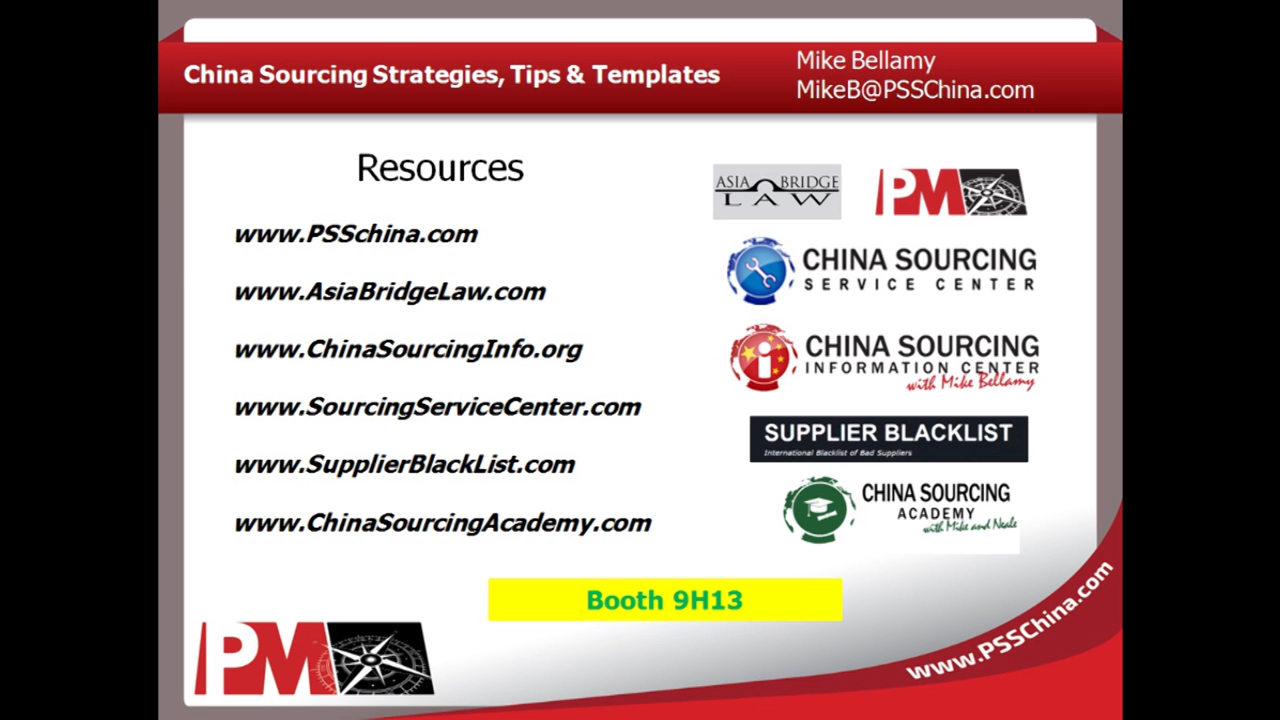 China Sourcing Strategies, Tips & Templates
Mike Bellamy
MikeB@PSSChina.com
Resources
www.PSSchina.com
www.AsiaBridgeLaw.com
www.ChinaSourcingInfo.org
www.SourcingServiceCenter.com
www.SupplierBlackList.com
www.ChinaSourcingAcademy.com
ASIA BRIDGE
LAW
PM
CHINA SOURCING
SERVICE CENTER
CHINA SOURCING
INFORMATION CENTER
with Mike Bellamy
SUPPLIER BLACKLIST
International Blacklist of Bad Suppliers
CHINA SOURCING
ACADEMY
with Mike and Neale
Booth 9H13
PM
www.PSSChina.com